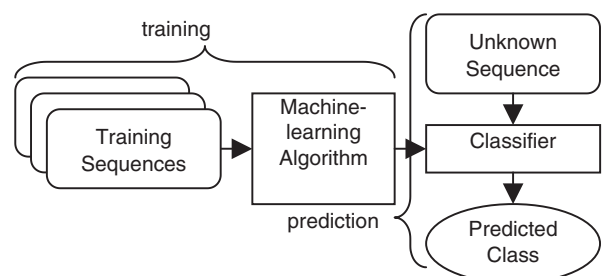 training
Training
Sequences
Machine-
learning
Algorithm
prediction
Unknown
Sequence
Classifier
Predicted
Class